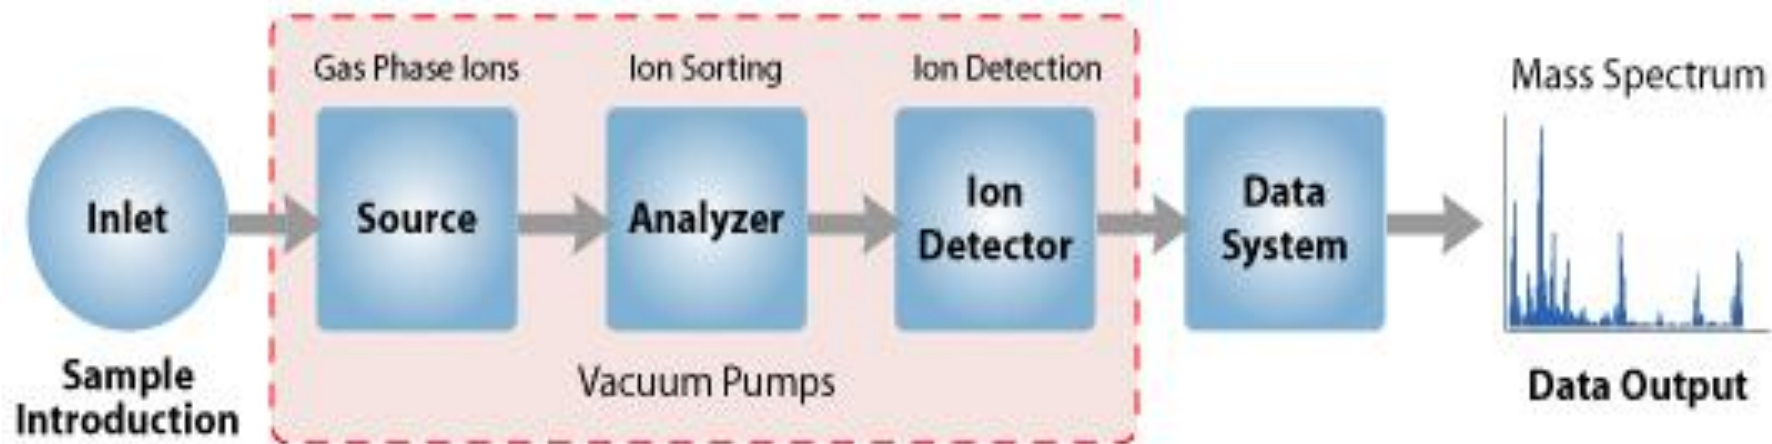 Gas Phase Ions
Ion Sorting
Ion Detection
Mass Spectrum
Inlet
Source
Analyzer
Ion
Detector
Data
System
Sample
Introduction
Vacuum Pumps
Data Output